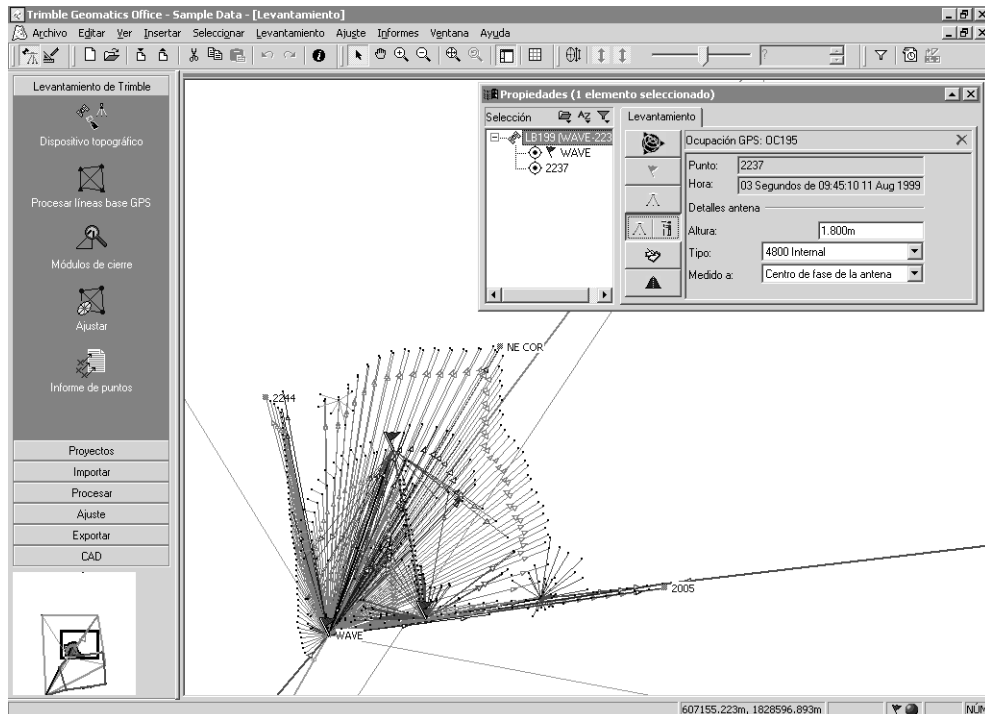 Trimble Geomatics Office - Sample Data - [Levantamiento]
Archivo Egitar Ver Insertar Seleccionar Levantamiento Ajuste Informes Ventana Ayuda
?
Levantamiento de Trimble
Dispositivo topográfico
Procesar líneas base GPS
Módulos de cierre
Ajustar
Informe de puntos
Proyectos
Importar
Procesar
Ajuste
Exportar
CAD
Propiedades (1 elemento seleccionado)
Selección
LB199 (WAVE-223
WAVE
2237
Levantamiento
Ocupación GPS: OC195
Punto: 2237
Hora: 03 Segundos de 09:45:10 11 Aug 1999
Detalles antena
Altura: 1.800m
Tipo: 4800 Internal
Medido a: Centro de fase de la antena
NE COR
2244
2005
WAVE
607155.223m, 1828596.893m
NÚM